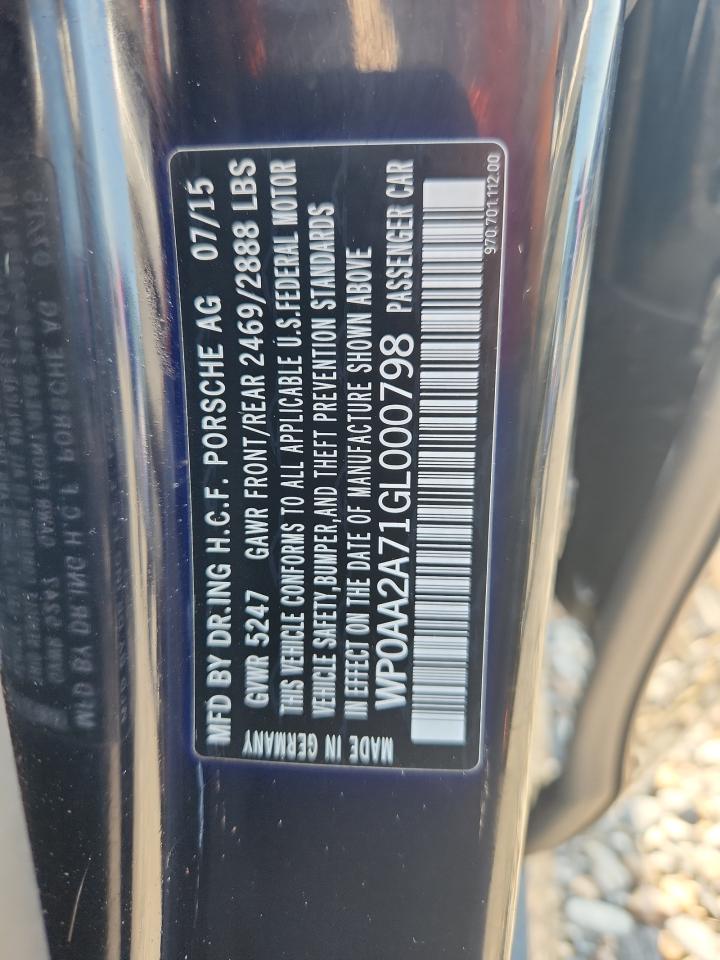 MFD BY DR.ING H.C.F. PORSCHE AG 07/15
GVWR 5247 GAWR FRONT/REAR 2469/2888 LBS
THIS VEHICLE CONFORMS TO ALL APPLICABLE U.S.FEDERAL MOTOR
VEHICLE SAFETY,BUMPER,AND THEFT PREVENTION STANDARDS
IN EFFECT ON THE DATE OF MANUFACTURE SHOWN ABOVE
MADE IN GERMANY WP0AA2A71GL000798 PASSENGER CAR
970.701.112.00